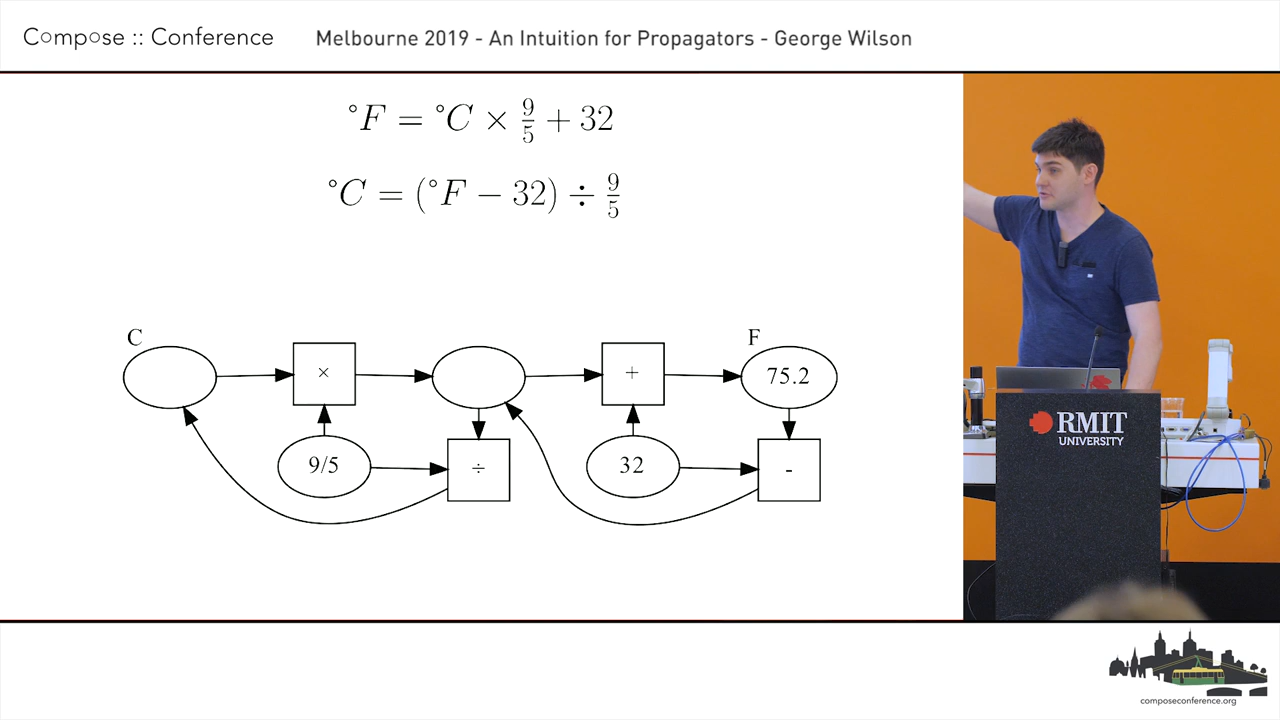 Compose :: Conference
Melbourne 2019 - An Intuition for Propagators - George Wilson
°F = °C × 9/5 + 32
°C = (°F − 32) ÷ 9/5
C
F
×
+
75.2
9/5
÷
32
-
RMIT
UNIVERSITY
composeconference.org